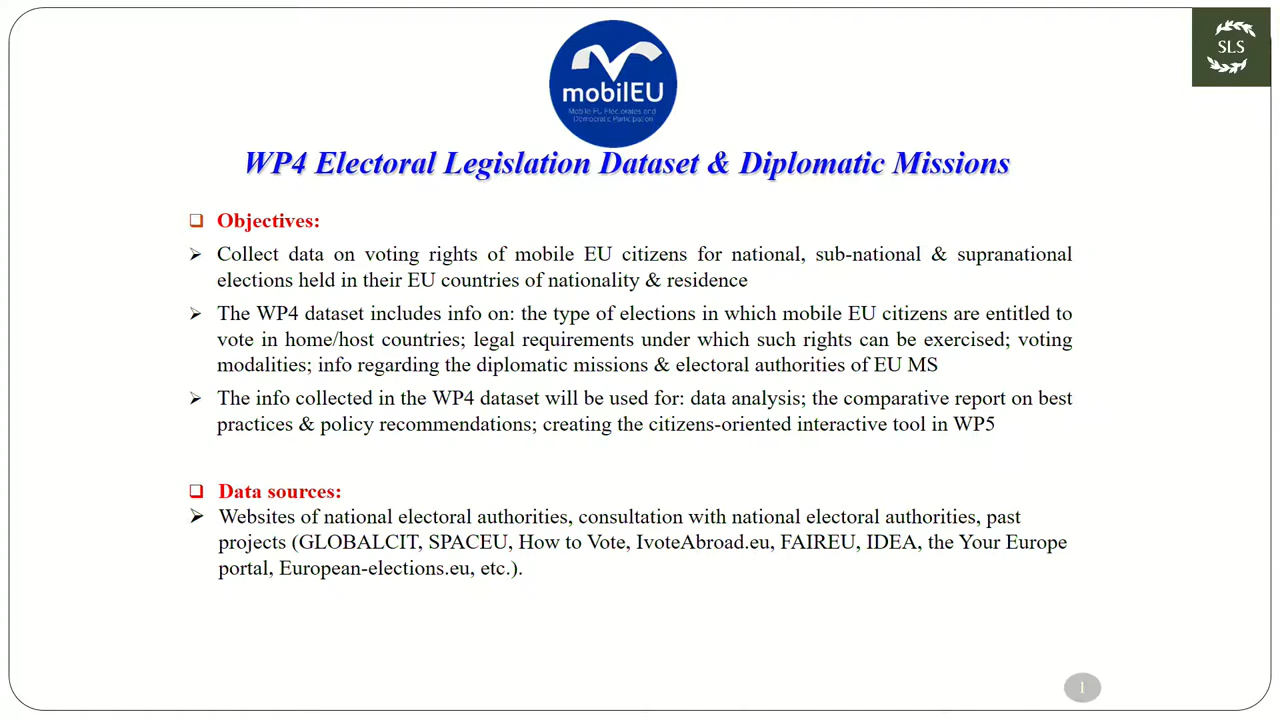 SLS
mobilEU
Mobile EU Electorates and
Democratic Participation
WP4 Electoral Legislation Dataset & Diplomatic Missions
Objectives:
Collect data on voting rights of mobile EU citizens for national, sub-national & supranational
elections held in their EU countries of nationality & residence
The WP4 dataset includes info on: the type of elections in which mobile EU citizens are entitled to
vote in home/host countries; legal requirements under which such rights can be exercised; voting
modalities; info regarding the diplomatic missions & electoral authorities of EU MS
The info collected in the WP4 dataset will be used for: data analysis; the comparative report on best
practices & policy recommendations; creating the citizens-oriented interactive tool in WP5
Data sources:
Websites of national electoral authorities, consultation with national electoral authorities, past
projects (GLOBALCIT, SPACEU, How to Vote, IvoteAbroad.eu, FAIREU, IDEA, the Your Europe
portal, European-elections.eu, etc.).
1